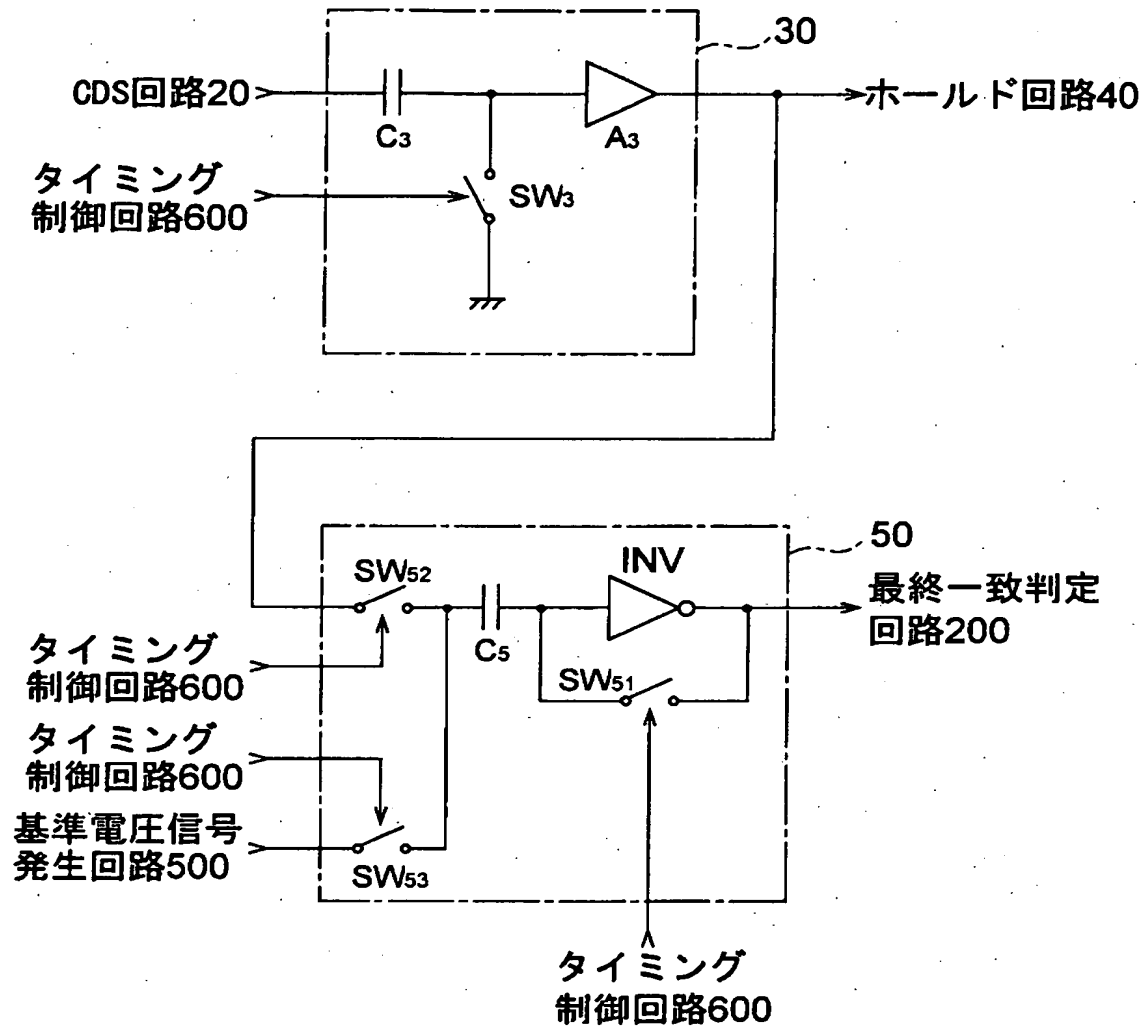 30
CDS回路20
C3
A3
ホールド回路40
タイミング
制御回路600
SW3
50
SW52
INV
C5
最終一致判定
回路200
タイミング
制御回路600
SW51
タイミング
制御回路600
基準電圧信号
発生回路500
SW53
タイミング
制御回路600